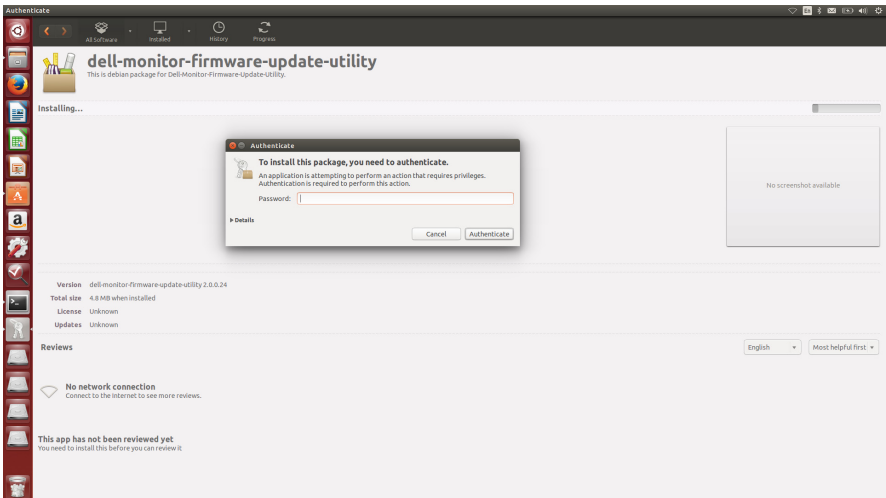 Authenticate
En
All Software
Installed
History
Progress
dell-monitor-firmware-update-utility
This is debian package for Dell-Monitor-Firmware-Update-Utility.
Installing...
Authenticate
To install this package, you need to authenticate.
An application is attempting to perform an action that requires privileges.
Authentication is required to perform this action.
Password:
Details
Cancel
Authenticate
No screenshot available
Version dell-monitor-firmware-update-utility 2.0.0.24
Total size 4.8 MB when installed
License Unknown
Updates Unknown
Reviews
English
Most helpful first
No network connection
Connect to the Internet to see more reviews.
This app has not been reviewed yet
You need to install this before you can review it